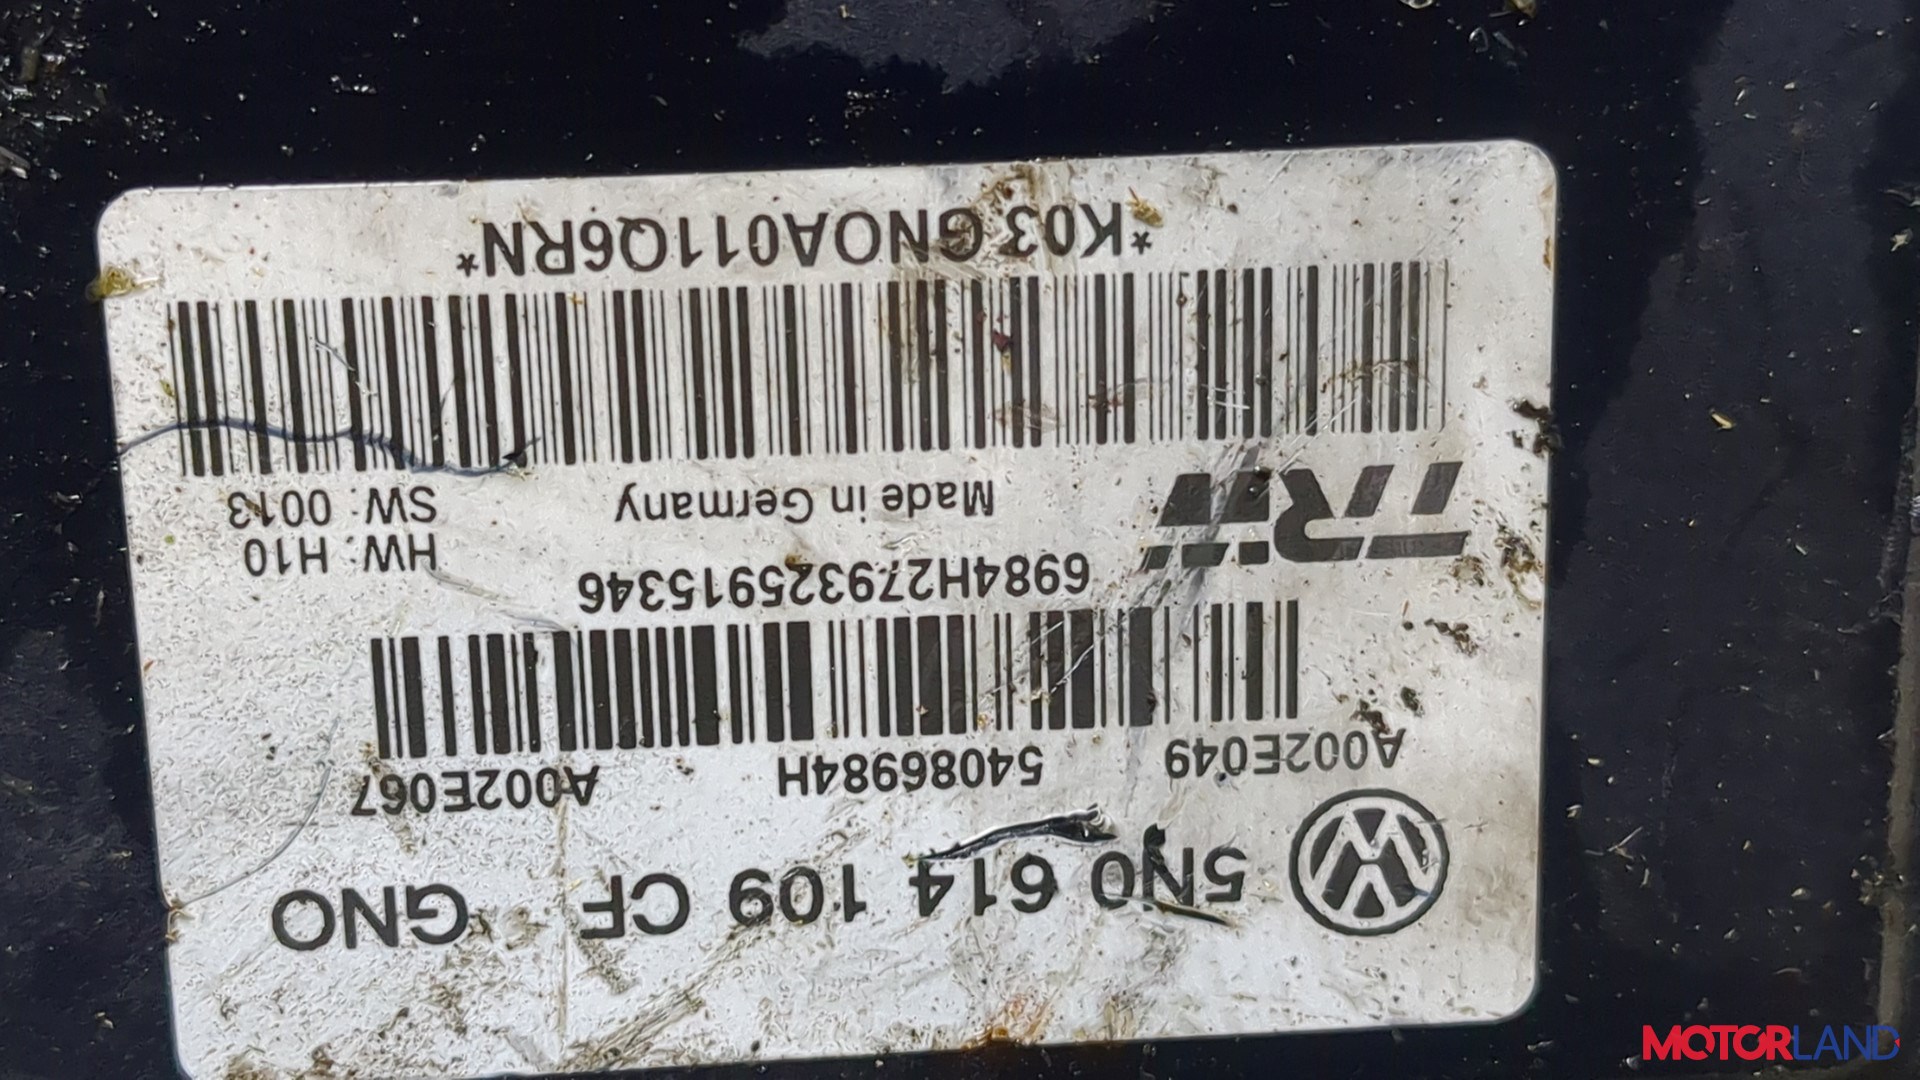 5N0 614 109 CF GNO
A002E049 54086984H A002E067
6984H279325915346
TRW
HW: H10
Made in Germany
SW: 0013
*K03 GNOA011Q6RN*
MOTORLAND